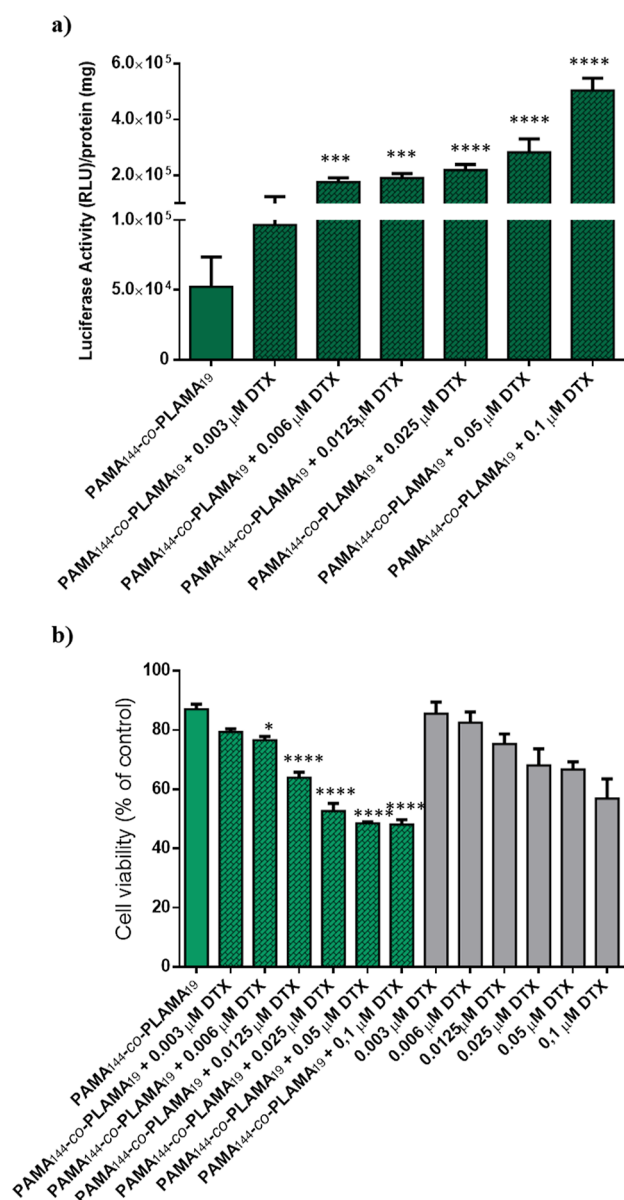 a)
Luciferase Activity (RLU)/protein (mg)
6.0×10⁵
4.0×10⁵
2.0×10⁵
1.0×10⁵
5.0×10⁴
0
***
***
****
****
****
PAMA₁₄₄-co-PLAMA₁₉
PAMA₁₄₄-co-PLAMA₁₉ + 0.003 µM DTX
PAMA₁₄₄-co-PLAMA₁₉ + 0.006 µM DTX
PAMA₁₄₄-co-PLAMA₁₉ + 0.0125µM DTX
PAMA₁₄₄-co-PLAMA₁₉ + 0.025 µM DTX
PAMA₁₄₄-co-PLAMA₁₉ + 0.05 µM DTX
PAMA₁₄₄-co-PLAMA₁₉ + 0.1 µM DTX
b)
Cell viability (% of control)
100
80
60
40
20
0
*
****
****
****
****
PAMA₁₄₄-co-PLAMA₁₉
PAMA₁₄₄-co-PLAMA₁₉ + 0.003 µM DTX
PAMA₁₄₄-co-PLAMA₁₉ + 0.006 µM DTX
PAMA₁₄₄-co-PLAMA₁₉ + 0.0125 µM DTX
PAMA₁₄₄-co-PLAMA₁₉ + 0.025 µM DTX
PAMA₁₄₄-co-PLAMA₁₉ + 0.05 µM DTX
PAMA₁₄₄-co-PLAMA₁₉ + 0,1 µM DTX
0.003 µM DTX
0.006 µM DTX
0.0125µM DTX
0.025 µM DTX
0.05 µM DTX
0,1 µM DTX